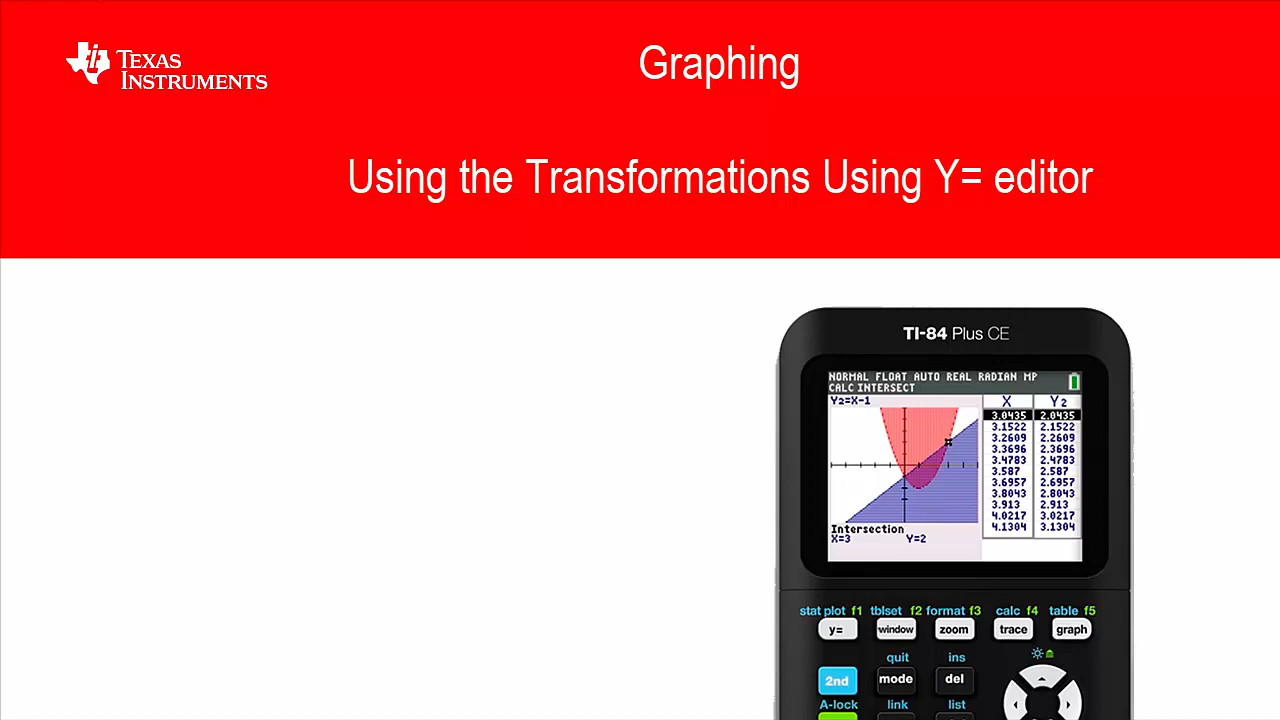 TEXAS
INSTRUMENTS
Graphing
Using the Transformations Using Y= editor
TI-84 Plus CE
NORMAL FLOAT AUTO REAL RADIAN MP
CALC INTERSECT
Y2=X-1
X Y2
3.0435 2.0435
3.1522 2.1522
3.2609 2.2609
3.3696 2.3696
3.4783 2.4783
3.587 2.587
3.6957 2.6957
3.8043 2.8043
3.913 2.913
4.0217 3.0217
4.1304 3.1304
Intersection
X=3 Y=2
stat plot f1 tblset f2 format f3 calc f4 table f5
y= window zoom trace graph
quit ins
2nd mode del
A-lock link list